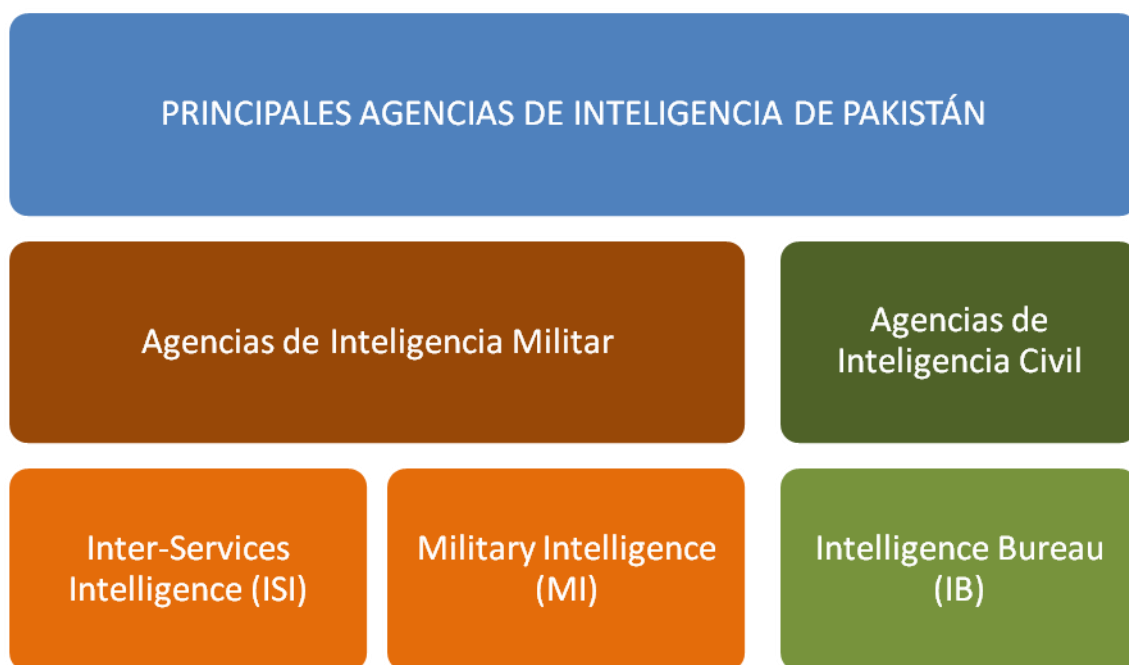 PRINCIPALES AGENCIAS DE INTELIGENCIA DE PAKISTÁN
Agencias de Inteligencia Militar
Agencias de
Inteligencia Civil
Inter-Services
Intelligence (ISI)
Military Intelligence
(MI)
Intelligence Bureau
(IB)